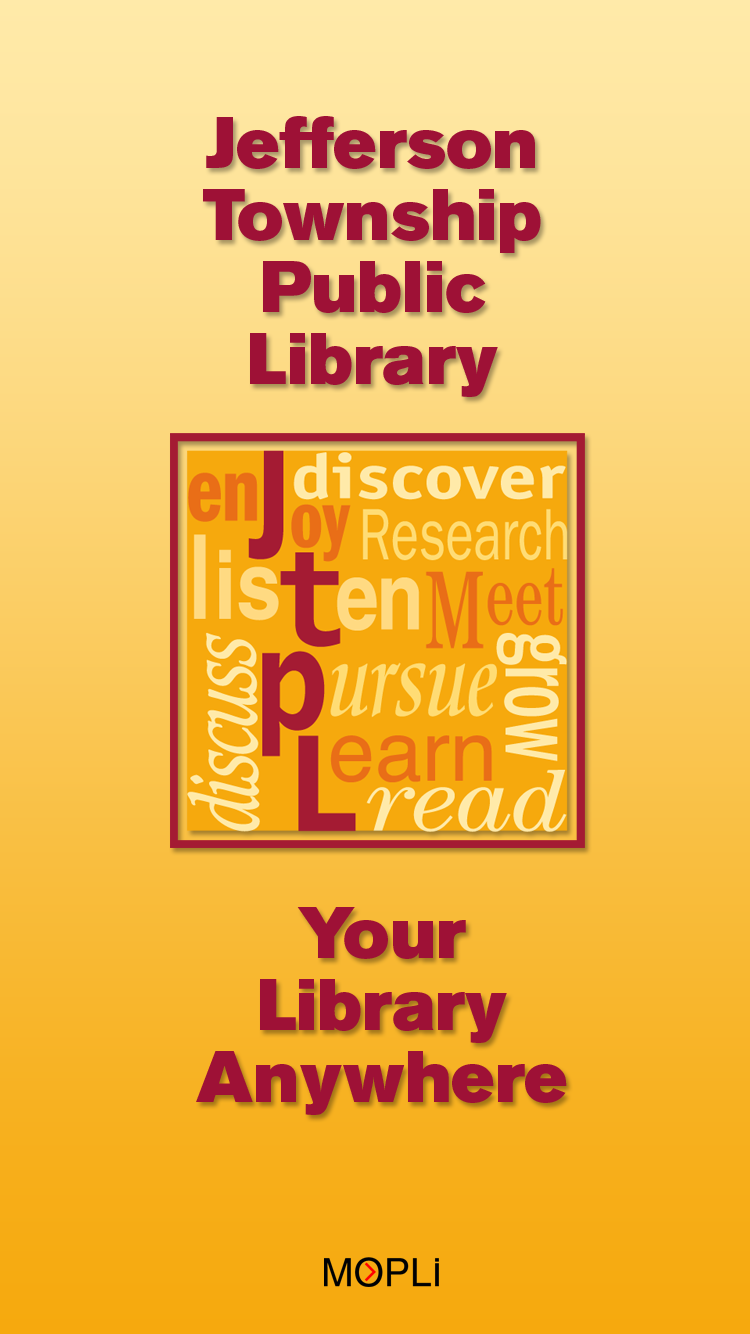 Jefferson
Township
Public
Library
enJoy
discover
Research
listen
Meet
discuss
pursue
grow
Learn
read
Your
Library
Anywhere
MOPLi